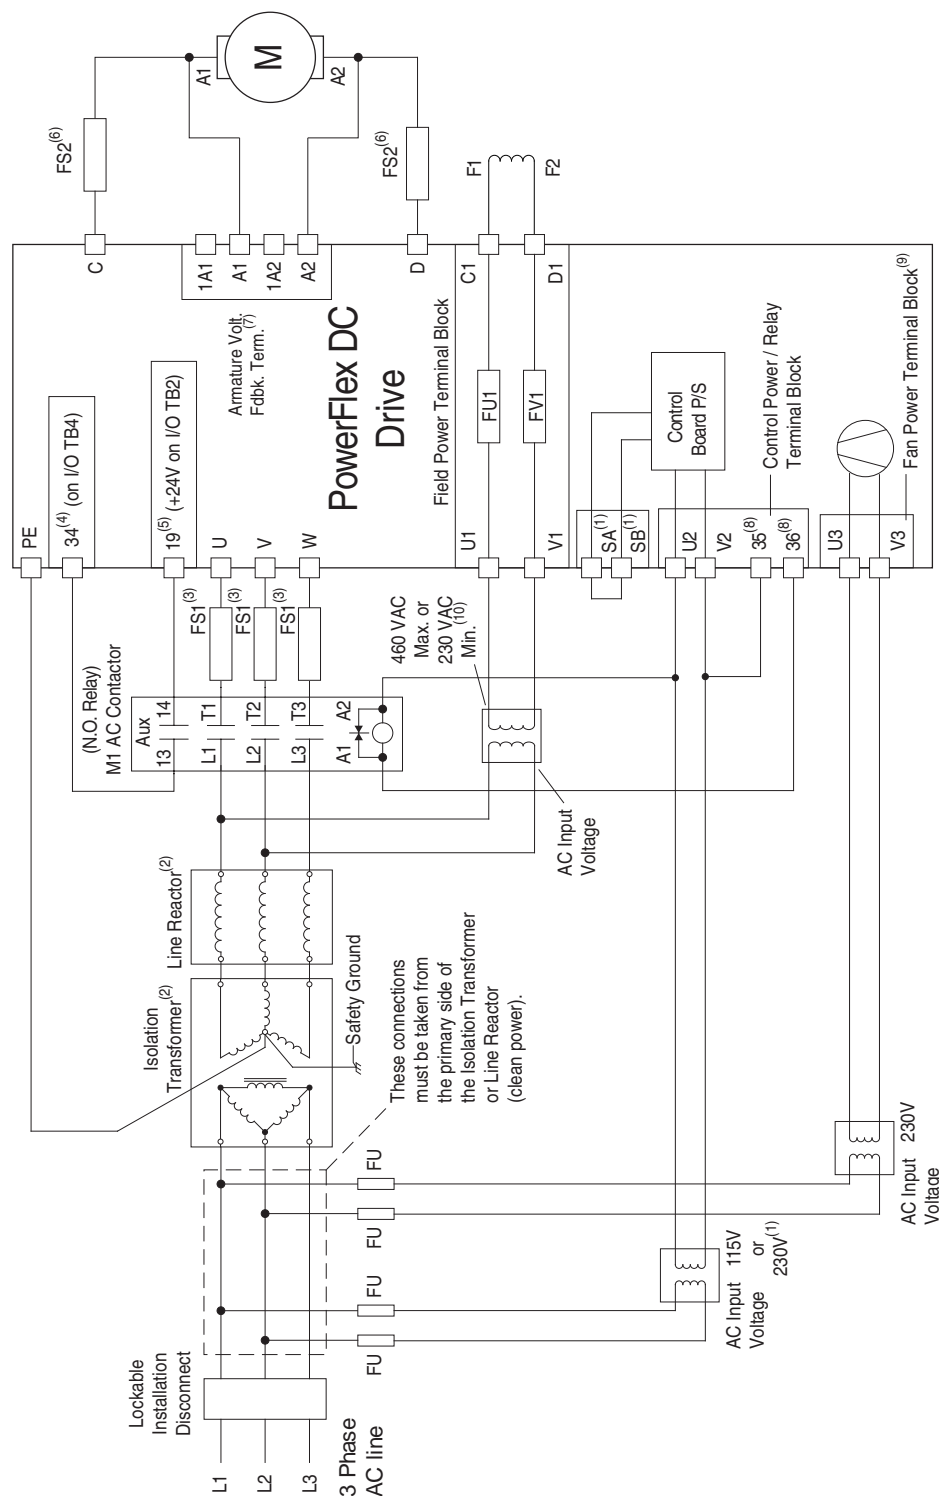 Lockable
Installation
Disconnect
L1
L2
L3
3 Phase
AC line
FU
FU
FU
FU
These connections
must be taken from
the primary side of
the Isolation Transformer
or Line Reactor
(clean power).
Isolation
Transformer(2)
Safety Ground
Line Reactor(2)
AC Input
Voltage
115V
or
230V(1)
AC Input
Voltage
230V
(N.O. Relay)
M1 AC Contactor
Aux
13
14
L1
T1
L2
T2
L3
T3
A1
A2
AC Input
Voltage
460 VAC
Max. or
230 VAC
Min.(10)
FS1(3)
FS1(3)
FS1(3)
PE
34(4) (on I/O TB4)
19(5) (+24V on I/O TB2)
U
V
W
PowerFlex DC
Drive
Field Power Terminal Block
U1
V1
FU1
FV1
C1
D1
F1
F2
SA(1)
SB(1)
U2
V2
35(8)
36(8)
Control
Board P/S
Control Power / Relay
Terminal Block
U3
V3
Fan Power Terminal Block(9)
Armature Volt.
Fdbk. Term.(7)
1A1
A1
1A2
A2
C
D
FS2(6)
FS2(6)
A1
M
A2